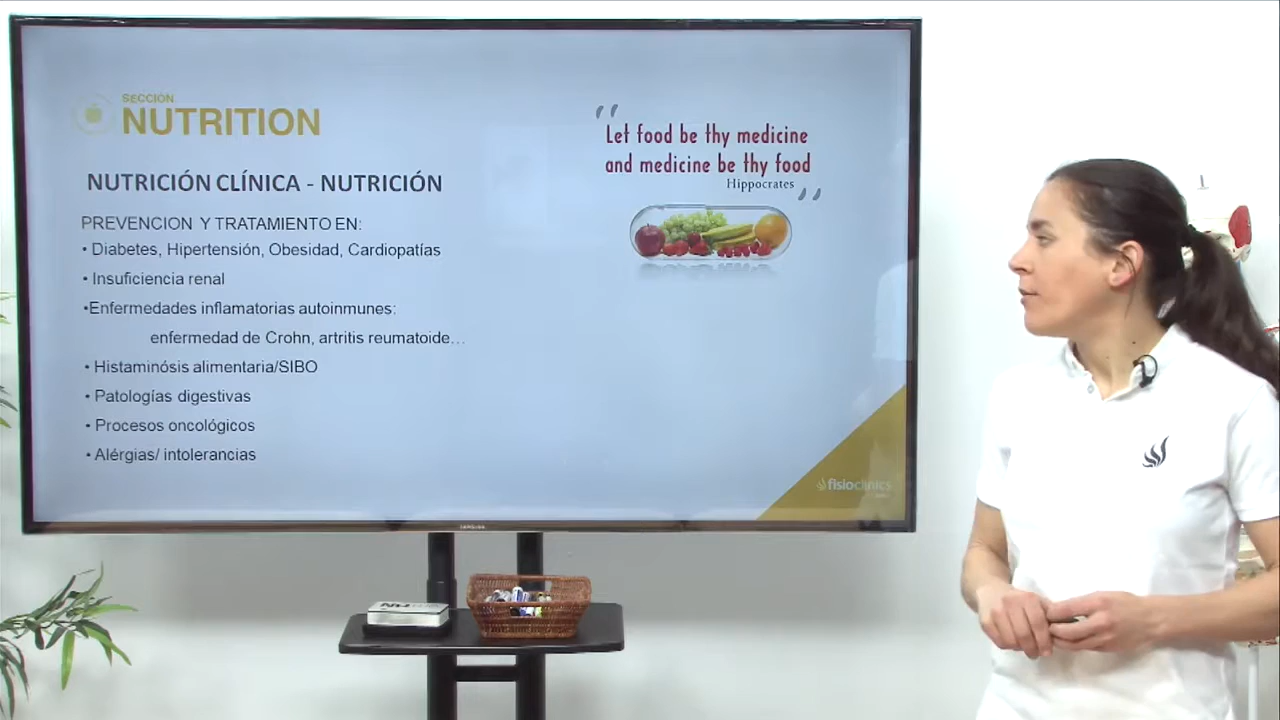 SECCIÓN
NUTRITION
NUTRICIÓN CLÍNICA - NUTRICIÓN
PREVENCION Y TRATAMIENTO EN:
• Diabetes, Hipertensión, Obesidad, Cardiopatías
• Insuficiencia renal
•Enfermedades inflamatorias autoinmunes:
enfermedad de Crohn, artritis reumatoide...
• Histaminósis alimentaria/SIBO
• Patologías digestivas
• Procesos oncológicos
• Alérgias/ intolerancias
“Let food be thy medicine
and medicine be thy food
Hippocrates”
fisioclinics
SAMSUNG